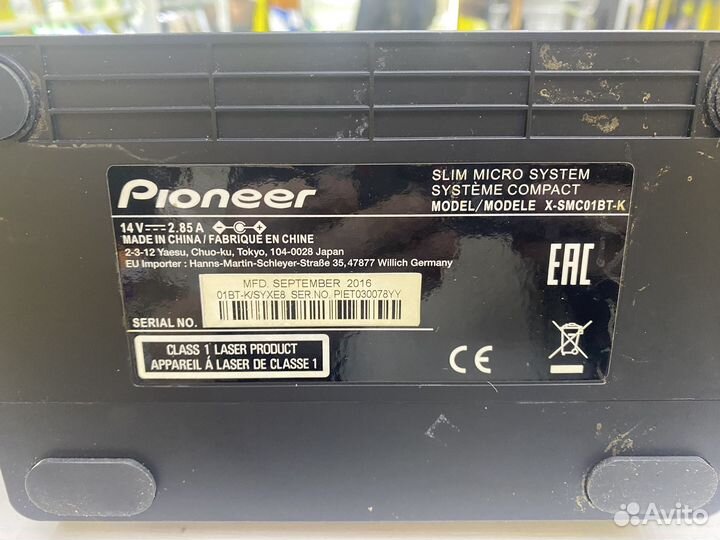 Pioneer
SLIM MICRO SYSTEM
SYSTÈME COMPACT
MODEL/MODELE X-SMC01BT-K
14 V 2.85 A
MADE IN CHINA / FABRIQUÉ EN CHINE
2-3-12 Yaesu, Chuo-ku, Tokyo, 104-0028 Japan
EU Importer : Hanns-Martin-Schleyer-Straße 35, 47877 Willich Germany
EAC
MFD. SEPTEMBER 2016
01BT-K/SYXE8 SER.NO. PIET030078YY
SERIAL NO.
CLASS 1 LASER PRODUCT
APPAREIL À LASER DE CLASSE 1
CE
Avito